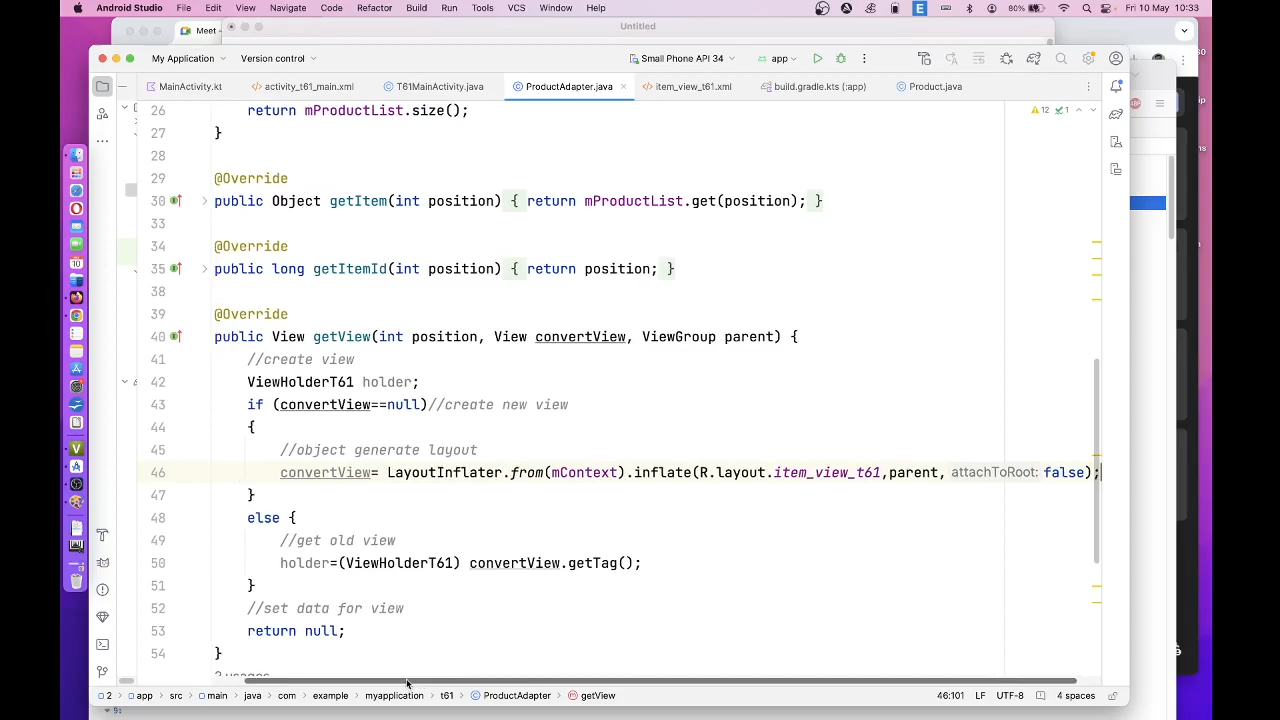 Android Studio File Edit View Navigate Code Refactor Build Run Tools VCS Window Help 80% Fri 10 May 10:33
Meet Untitled
My Application Version control Small Phone API 34 app
MainActivity.kt activity_t61_main.xml T61MainActivity.java ProductAdapter.java item_view_t61.xml build.gradle.kts (:app) Product.java
26 return mProductList.size(); 12 1
27 }
28
29 @Override
30 public Object getItem(int position) { return mProductList.get(position); }
33
34 @Override
35 public long getItemId(int position) { return position; }
38
39 @Override
40 public View getView(int position, View convertView, ViewGroup parent) {
41 //create view
42 ViewHolderT61 holder;
43 if (convertView==null)//create new view
44 {
45 //object generate layout
46 convertView= LayoutInflater.from(mContext).inflate(R.layout.item_view_t61,parent, attachToRoot: false);
47 }
48 else {
49 //get old view
50 holder=(ViewHolderT61) convertView.getTag();
51 }
52 //set data for view
53 return null;
54 }
2 usages
2 app src main java com example myapplication t61 ProductAdapter getView 46:101 LF UTF-8 4 spaces